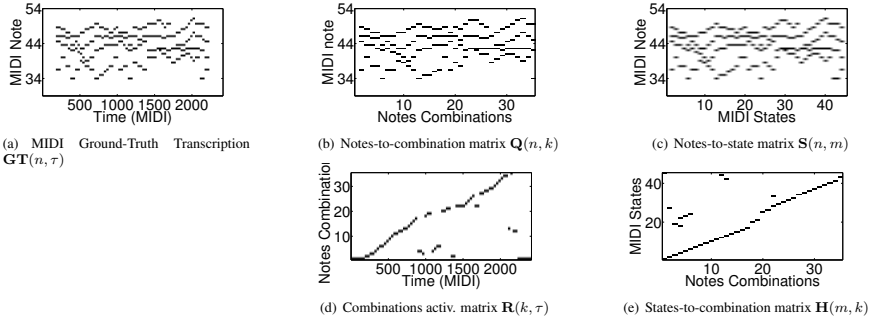 54
44
34
MIDI Note
500 1000 1500 2000
Time (MIDI)
(a) MIDI Ground-Truth Transcription
GT(n, τ)
54
44
34
MIDI note
10 20 30
Notes Combinations
(b) Notes-to-combination matrix Q(n, k)
54
44
34
MIDI Note
10 20 30 40
MIDI States
(c) Notes-to-state matrix S(n, m)
30
20
10
Notes Combination
500 1000 1500 2000
Time (MIDI)
(d) Combinations activ. matrix R(k, τ)
40
20
MIDI States
10 20 30
Notes Combinations
(e) States-to-combination matrix H(m, k)